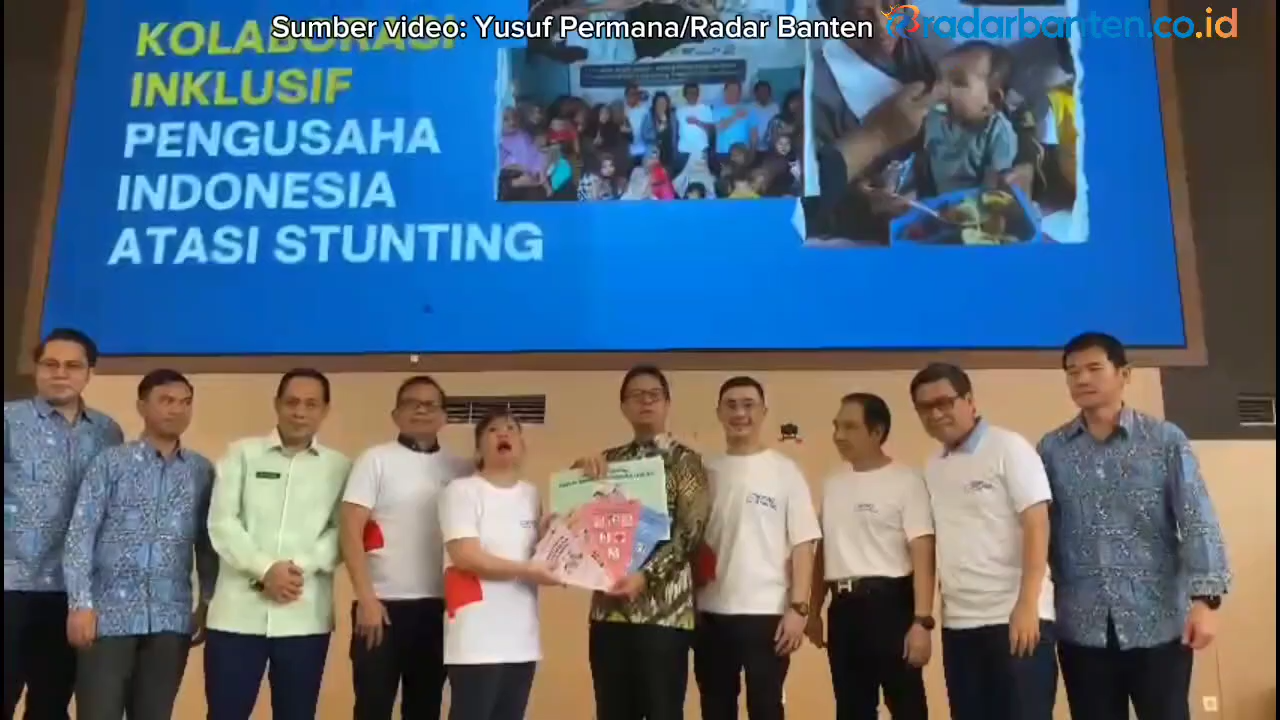 Sumber video: Yusuf Permana/Radar Banten
radarbanten.co.id
KOLABORASI
INKLUSIF
PENGUSAHA
INDONESIA
ATASI STUNTING